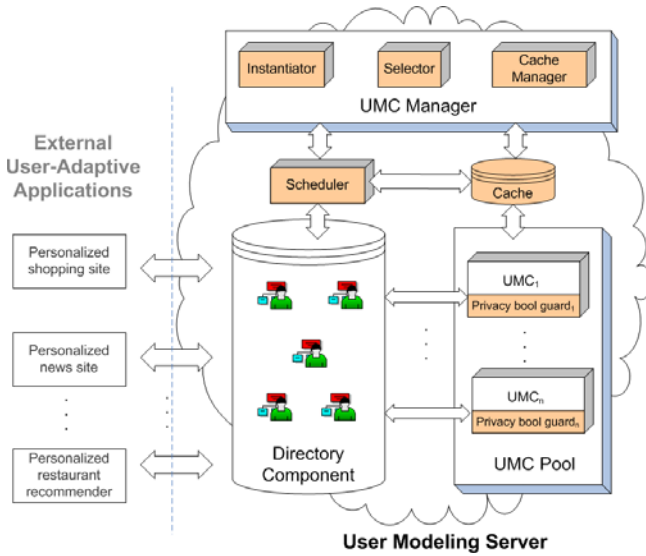 Instantiator
Selector
Cache
Manager
UMC Manager
External
User-Adaptive
Applications
Scheduler
Cache
Personalized
shopping site
Personalized
news site
Personalized
restaurant
recommender
Directory
Component
UMC₁
Privacy bool guard₁
UMCₙ
Privacy bool guardₙ
UMC Pool
User Modeling Server